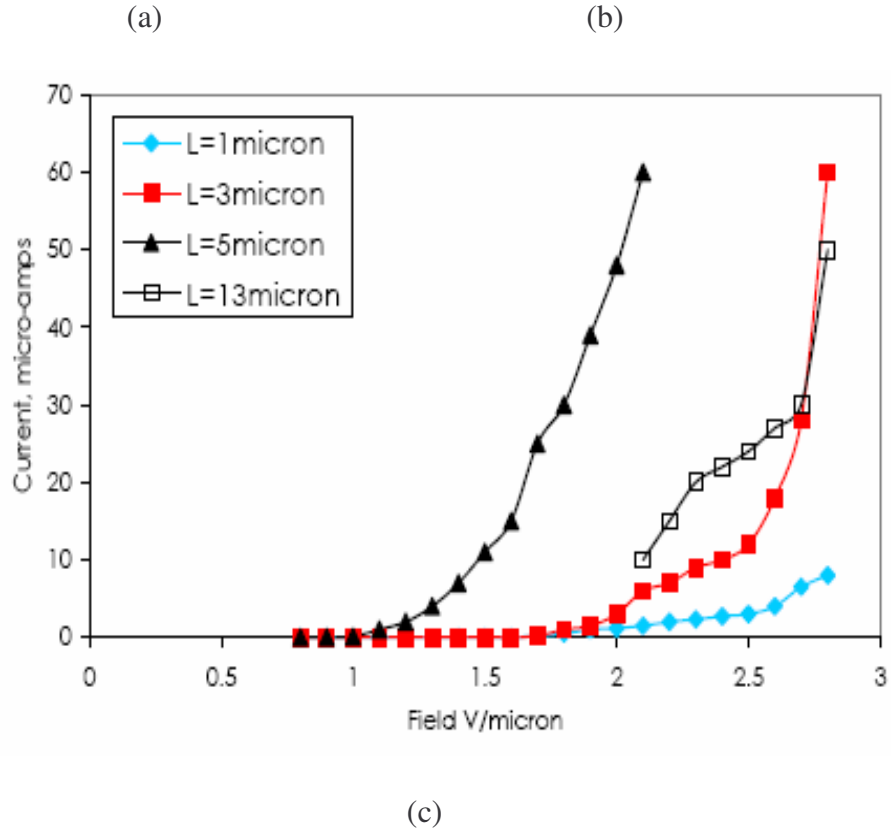 (a)
(b)
70
60
50
40
30
20
10
0
Current, micro-amps
L=1micron
L=3micron
L=5micron
L=13micron
0
0.5
1
1.5
2
2.5
3
Field V/micron
(c)